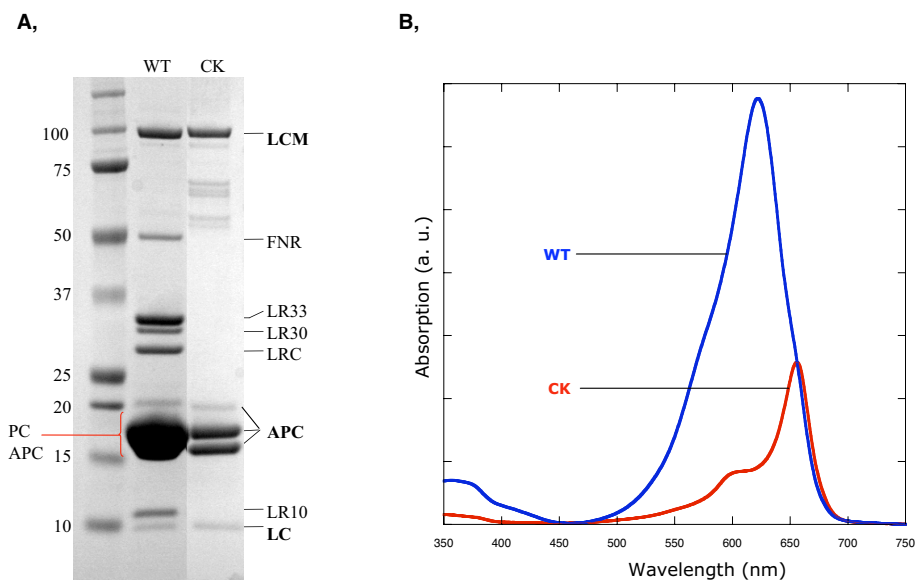 A,
B,
WT CK
100
75
50
37
25
20
15
10
PC
APC
LCM
FNR
LR33
LR30
LRC
APC
LR10
LC
Absorption (a. u.)
WT
CK
350 400 450 500 550 600 650 700 750
Wavelength (nm)